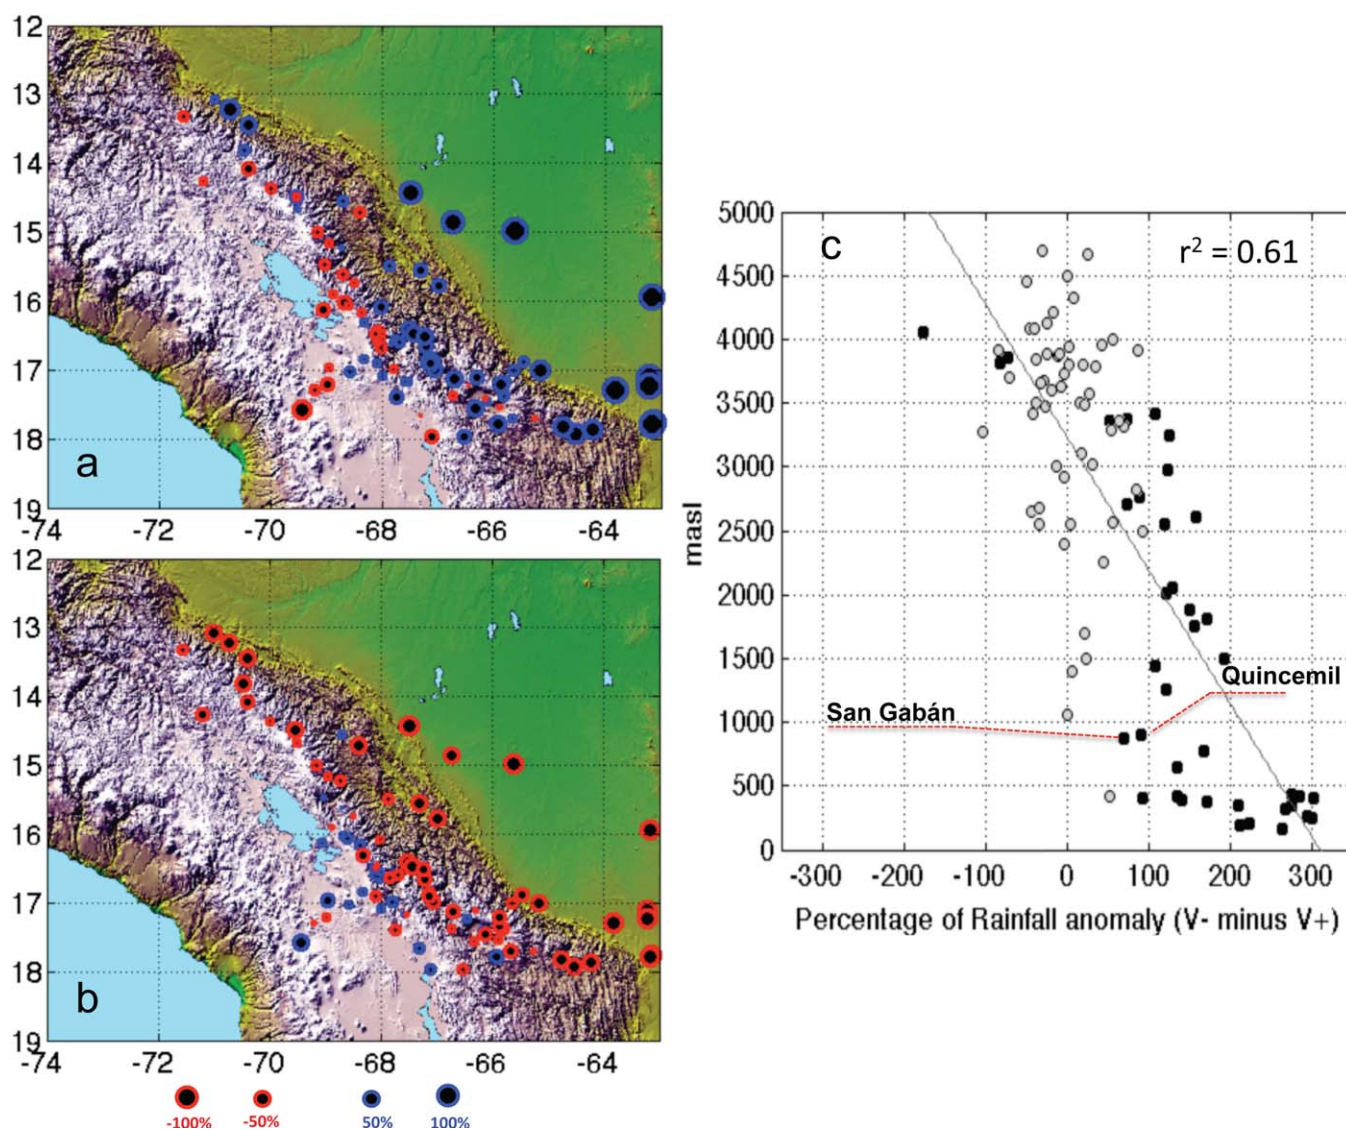 12
13
14
15
16
17
18
19
a
-74 -72 -70 -68 -66 -64
12
13
14
15
16
17
18
19
b
-74 -72 -70 -68 -66 -64
-100% -50% 50% 100%
5000
4500
4000
3500
3000
2500
2000
1500
1000
500
0
masl
c
r² = 0.61
Quincemil
San Gabán
-300 -200 -100 0 100 200 300
Percentage of Rainfall anomaly (V- minus V+)